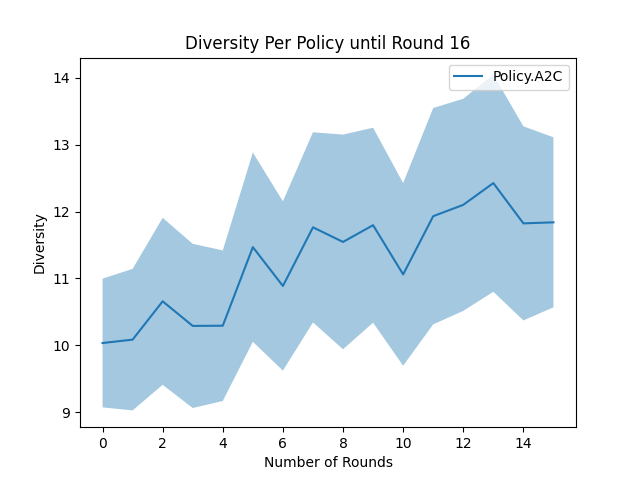 Diversity Per Policy until Round 16
Policy.A2C
14
13
12
11
10
9
Diversity
0 2 4 6 8 10 12 14
Number of Rounds